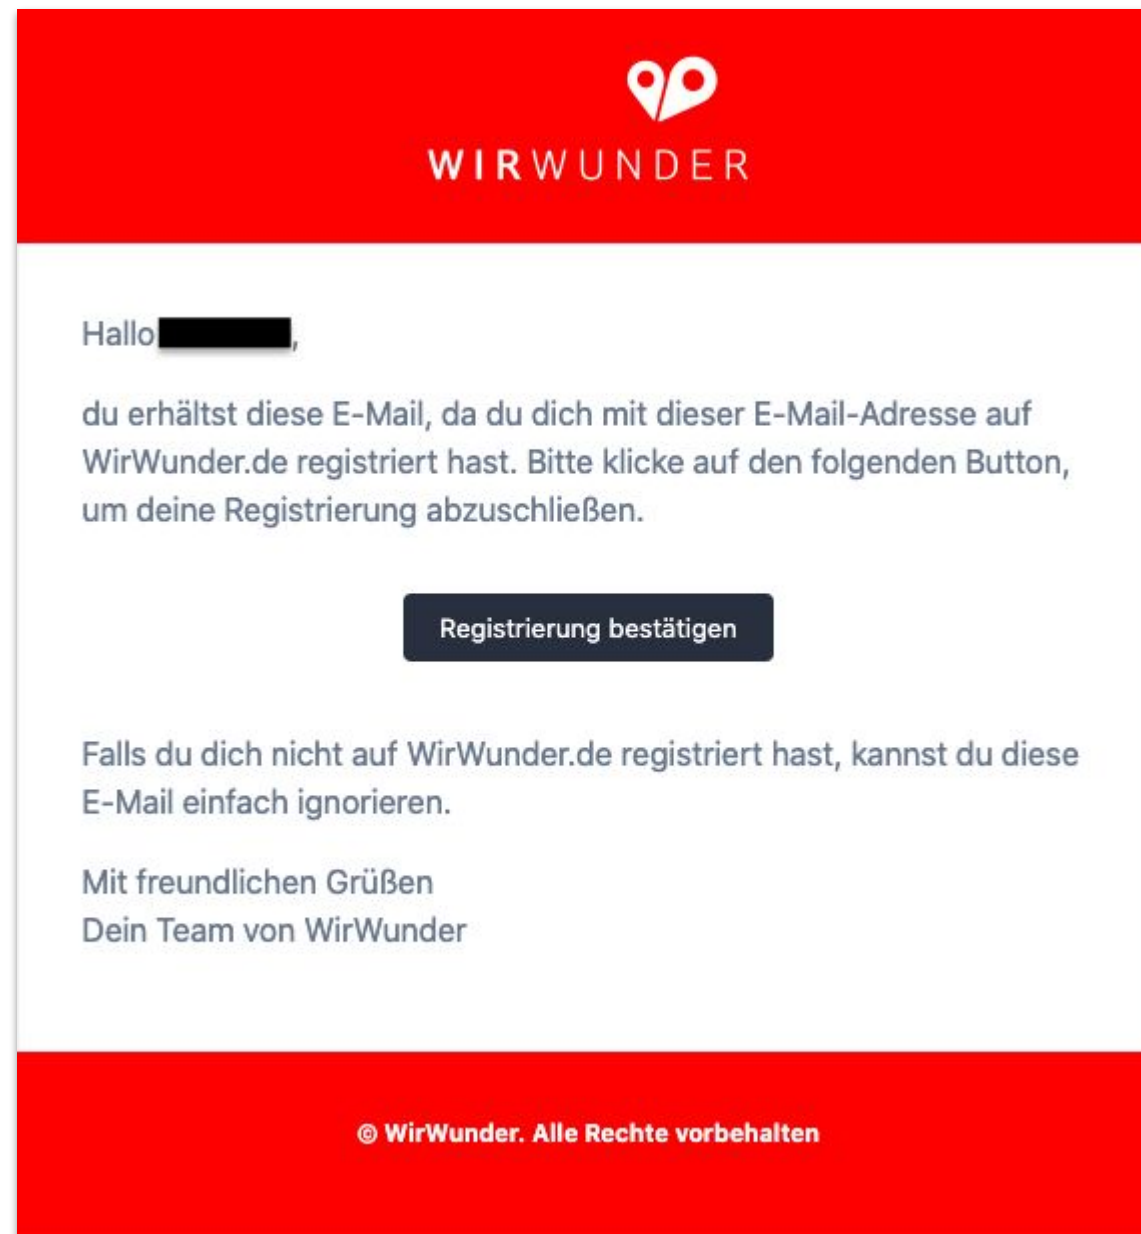 WIRWUNDER
Hallo ,
du erhältst diese E-Mail, da du dich mit dieser E-Mail-Adresse auf
WirWunder.de registriert hast. Bitte klicke auf den folgenden Button,
um deine Registrierung abzuschließen.
Registrierung bestätigen
Falls du dich nicht auf WirWunder.de registriert hast, kannst du diese
E-Mail einfach ignorieren.
Mit freundlichen Grüßen
Dein Team von WirWunder
© WirWunder. Alle Rechte vorbehalten